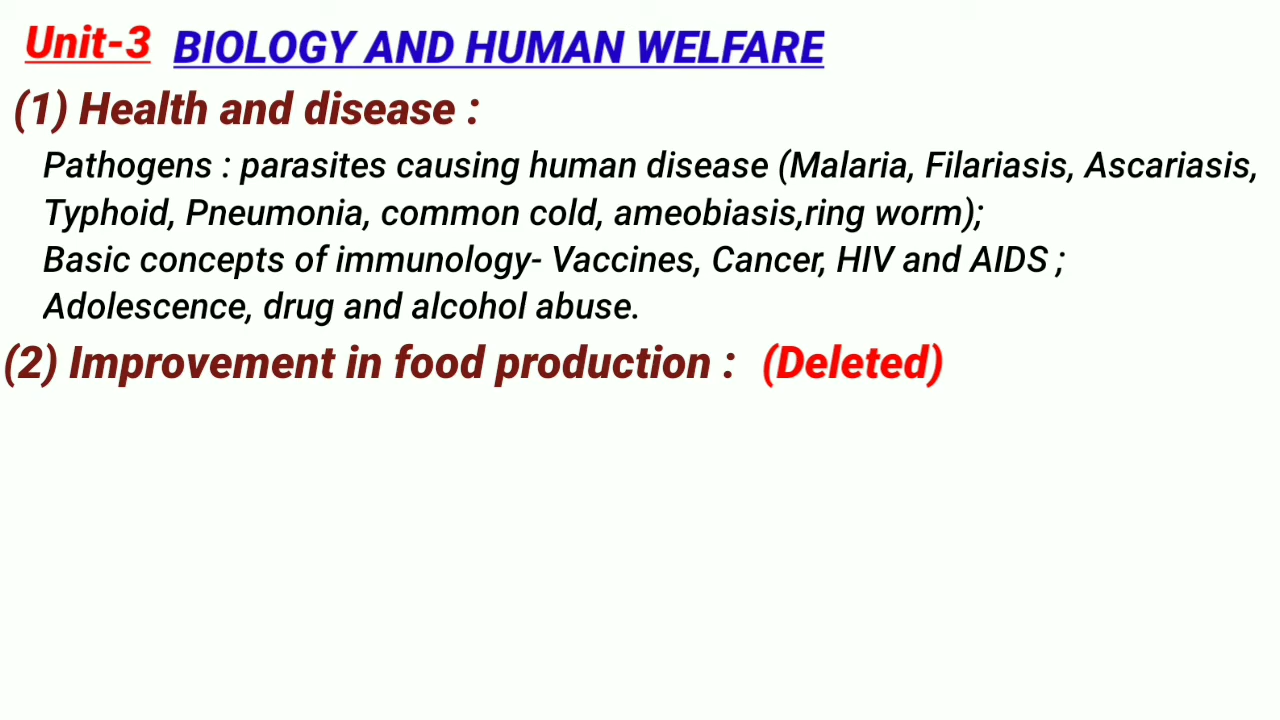 Unit-3 BIOLOGY AND HUMAN WELFARE
(1) Health and disease :
Pathogens : parasites causing human disease (Malaria, Filariasis, Ascariasis,
Typhoid, Pneumonia, common cold, ameobiasis,ring worm);
Basic concepts of immunology- Vaccines, Cancer, HIV and AIDS ;
Adolescence, drug and alcohol abuse.
(2) Improvement in food production : (Deleted)